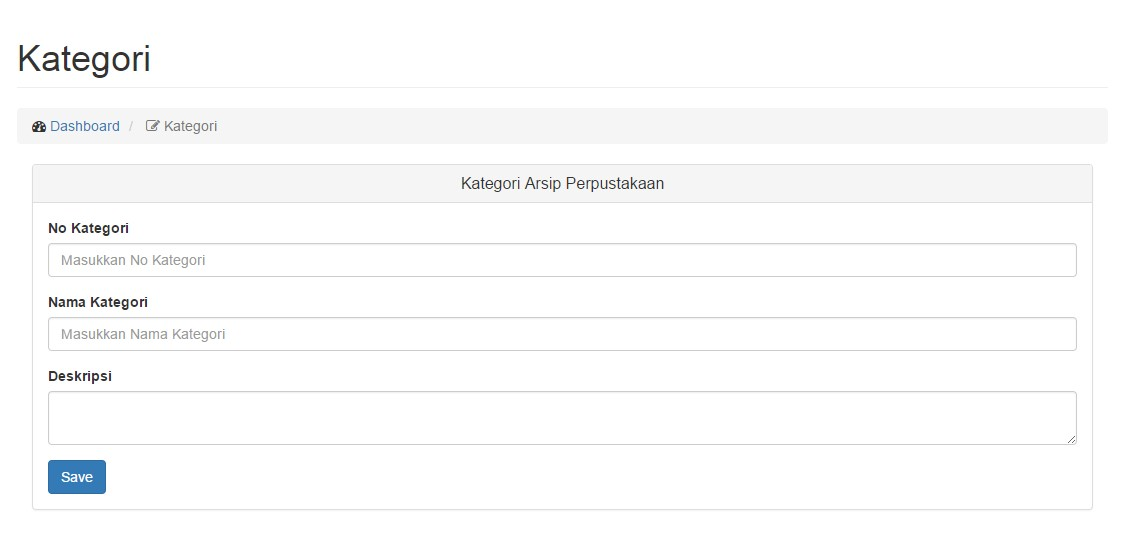 Kategori
Dashboard / Kategori
Kategori Arsip Perpustakaan
No Kategori
Masukkan No Kategori
Nama Kategori
Masukkan Nama Kategori
Deskripsi
Save